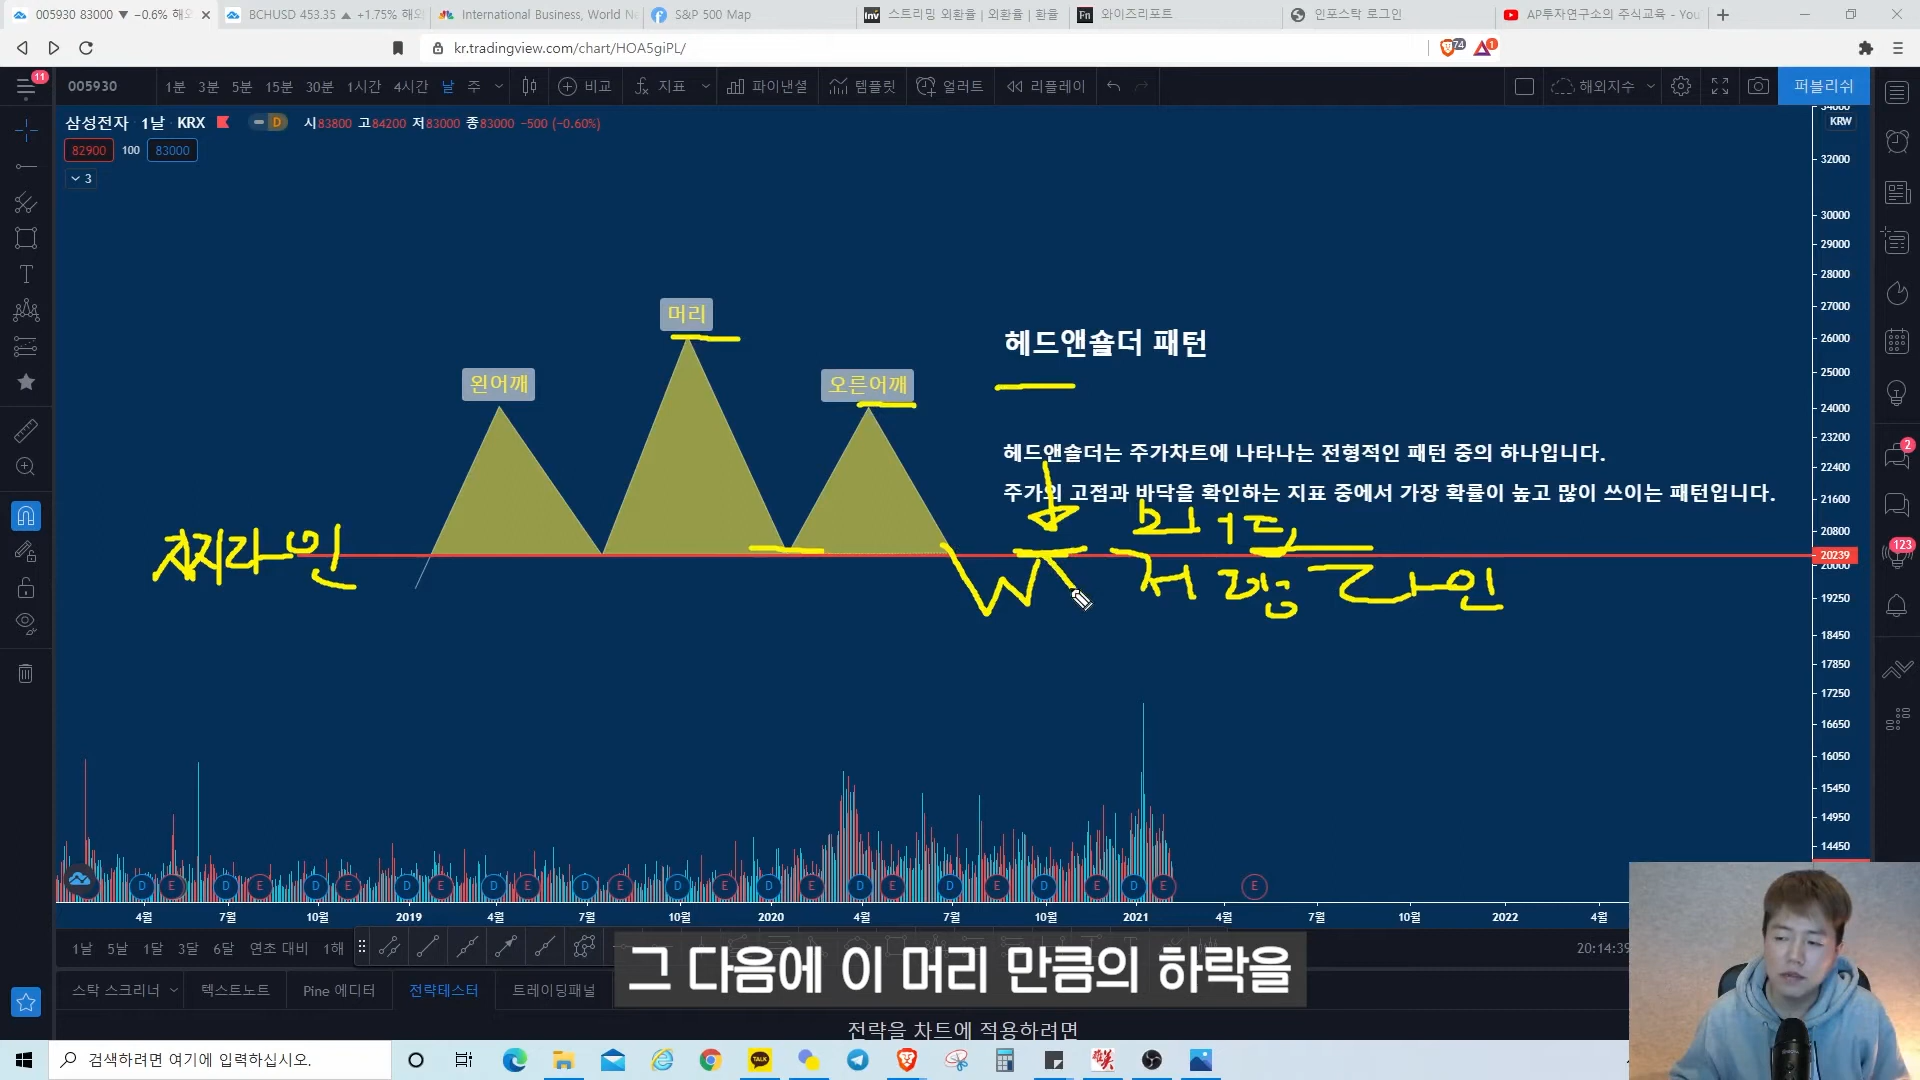 005930 83000 ▼ −0.6% 해외
BCHUSD 453.35 ▲ +1.75% 해외
International Business, World Ne
S&P 500 Map
스트리밍 외환율 | 외환율 | 환율
와이즈리포트
인포스탁 로그인
AP투자연구소의 주식교육 - You
kr.tradingview.com/chart/HOA5giPL/
74
1
11
005930
1분 3분 5분 15분 30분 1시간 4시간 날 주
비교
지표
파이낸셜
템플릿
얼러트
리플레이
해외지수
퍼블리쉬
삼성전자 1날 KRX D 시83800 고84200 저83000 종83000 −500 (−0.60%)
82900 100 83000
3
34000
KRW
32000
30000
29000
28000
27000
26000
25000
24000
23200
22400
21600
20800
20239
20000
19250
18450
17850
17250
16650
16050
15450
14950
14450
머리
왼어깨
오른어깨
헤드앤숄더 패턴
헤드앤숄더는 주가차트에 나타나는 전형적인 패턴 중의 하나입니다.
주가의 고점과 바닥을 확인하는 지표 중에서 가장 확률이 높고 많이 쓰이는 패턴입니다.
라인
저항 라인
2
123
D E D E D E D E D E D E D E D E D E D E D E D E E
4월 7월 10월 2019 4월 7월 10월 2020 4월 7월 10월 2021 4월 7월 10월 2022 4월
1날 5날 1달 3달 6달 연초 대비 1해
20:14:39
스탁 스크리너 텍스트노트 Pine 에디터 전략테스터 트레이딩패널
그 다음에 이 머리 만큼의 하락을
전략을 차트에 적용하려면
검색하려면 여기에 입력하십시오.
TALK